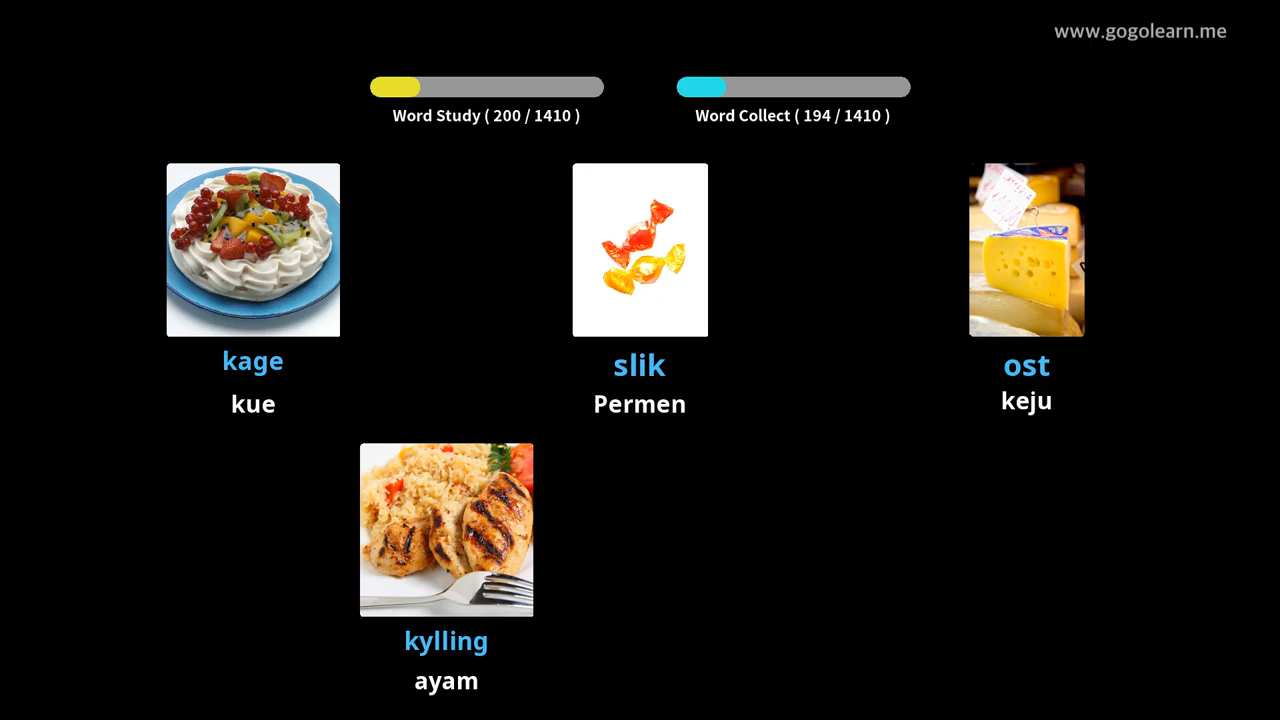 www.gogolearn.me
Word Study ( 200 / 1410 )
Word Collect ( 194 / 1410 )
kage
kue
slik
Permen
ost
keju
kylling
ayam